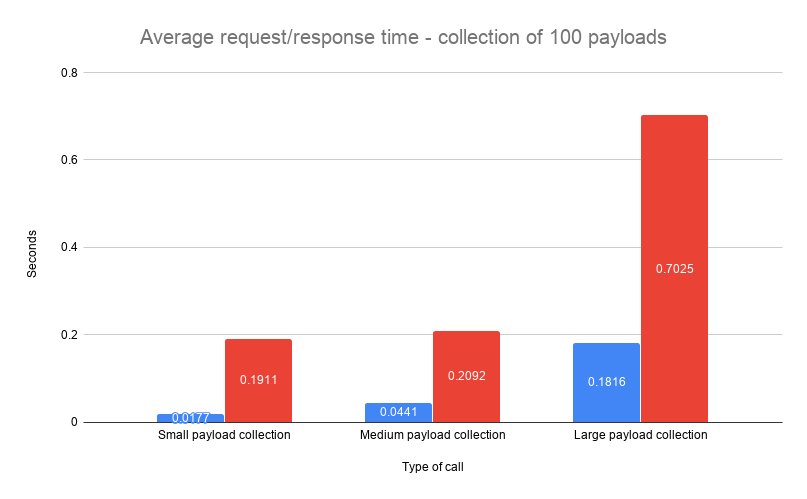 Average request/response time - collection of 100 payloads
0.8
0.6
0.4
0.2
0
Seconds
0.0177
0.1911
0.0441
0.2092
0.1816
0.7025
Small payload collection
Medium payload collection
Large payload collection
Type of call